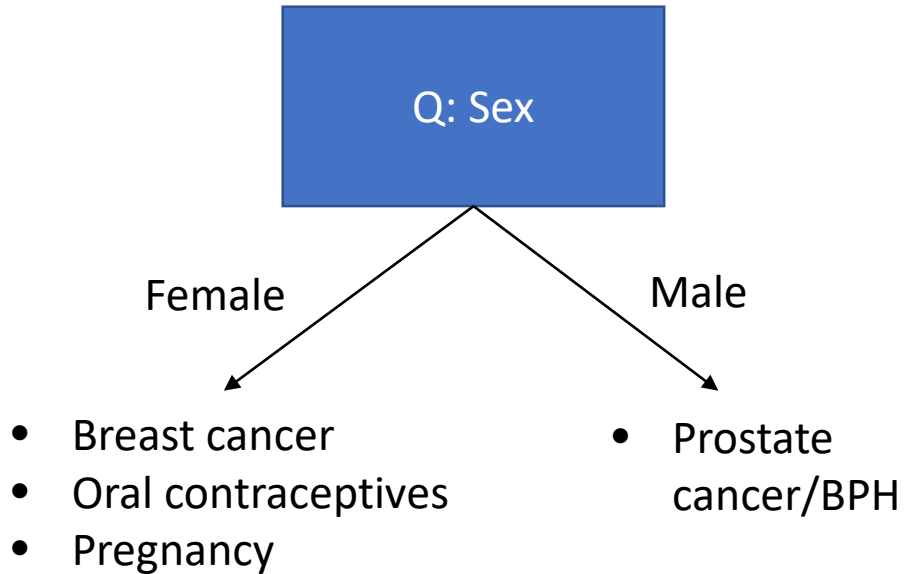 Q: Sex
Female
Male
• Breast cancer
• Oral contraceptives
• Pregnancy
• Prostate
cancer/BPH